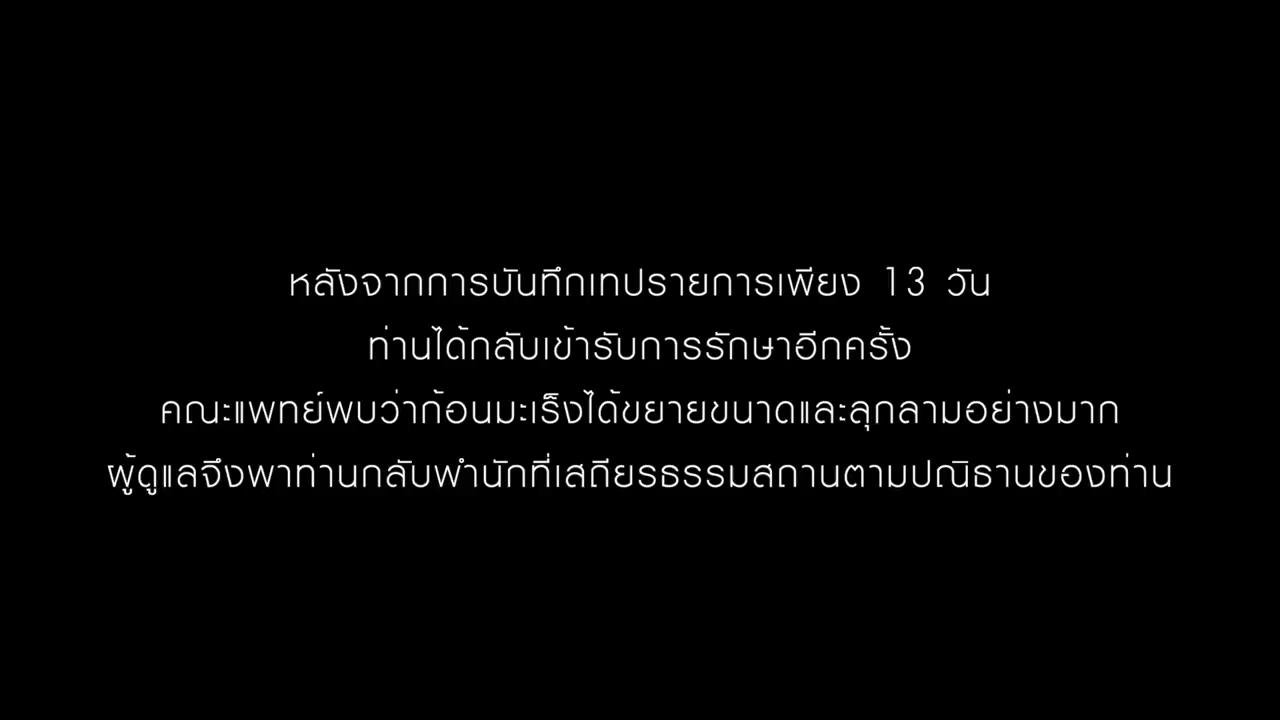 หลังจากการบันทึกเทปรายการเพียง 13 วัน
ท่านได้กลับเข้ารับการรักษาอีกครั้ง
คณะแพทย์พบว่าก้อนมะเร็งได้ขยายขนาดและลุกลามอย่างมาก
ผู้ดูแลจึงพาท่านกลับพำนักที่เสถียรธรรมสถานตามปณิธานของท่าน